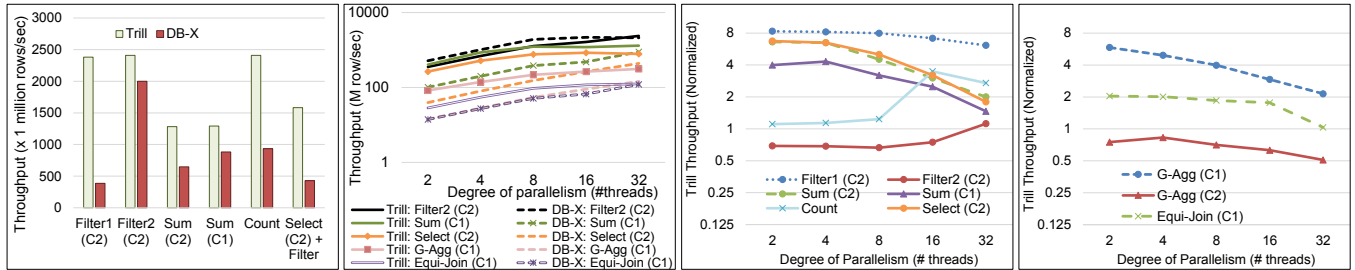 Throughput (x 1 million rows/sec)
Trill DB-X
3000
2500
2000
1500
1000
500
0
Filter1 (C2)
Filter2 (C2)
Sum (C2)
Sum (C1)
Count
Select (C2) + Filter
Throughput (M row/sec)
10000
100
1
2 4 8 16 32
Degree of parallelism (# threads)
Trill: Filter2 (C2) DB-X: Filter2 (C2)
Trill: Sum (C1) DB-X: Sum (C1)
Trill: Select (C2) DB-X: Select (C2)
Trill: G-Agg (C1) DB-X: G-Agg (C1)
Trill: Equi-Join (C1) DB-X: Equi-Join (C1)
Trill Throughput (Normalized)
8
4
2
1
0.5
0.25
0.125
Filter1 (C2) Filter2 (C2)
Sum (C2) Sum (C1)
Count Select (C2)
2 4 8 16 32
Degree of Parallelism (# threads)
Trill Throughput (Normalized)
8
4
2
1
0.5
0.25
0.125
G-Agg (C1)
G-Agg (C2)
Equi-Join (C1)
2 4 8 16 32
Degree of Parallelism (# threads)